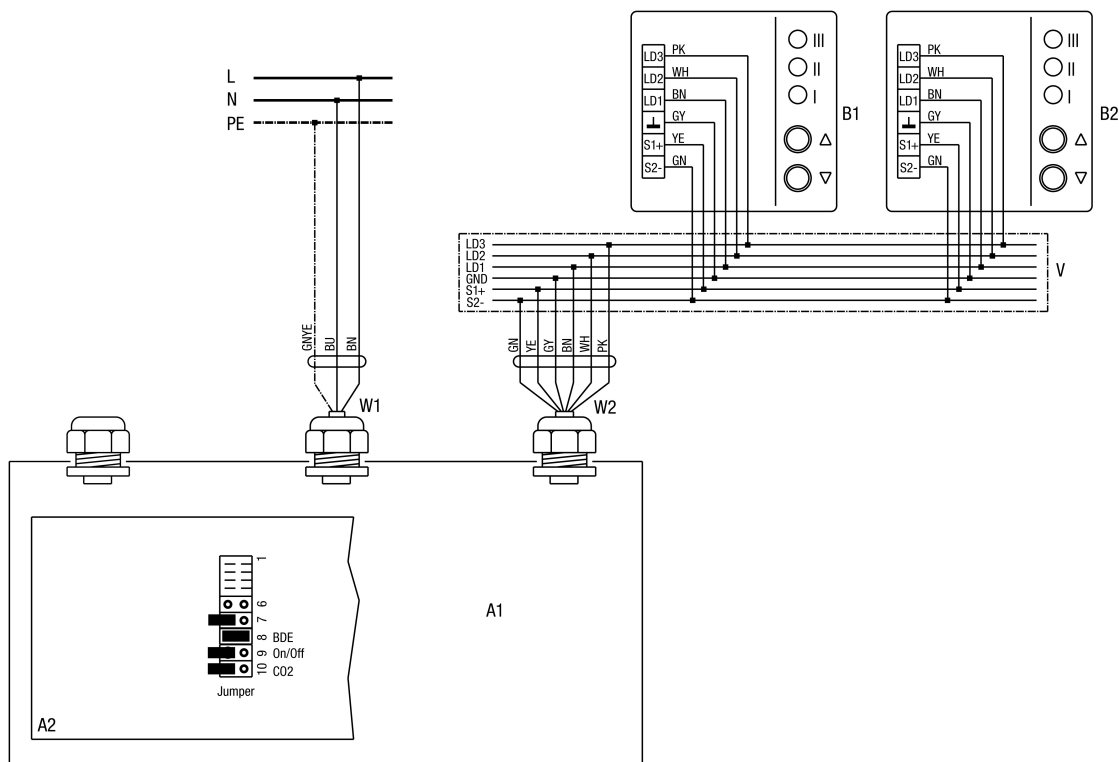 L
N
PE
LD3 PK
LD2 WH
LD1 BN
GY
S1+ YE
S2- GN
III
II
I
B1
LD3 PK
LD2 WH
LD1 BN
GY
S1+ YE
S2- GN
III
II
I
B2
LD3
LD2
LD1
GND
S1+
S2-
V
GNYE
BU
BN
W1
GN
YE
GY
BN
WH
PK
W2
1
6
7
8 BDE
9 On/Off
10 CO2
Jumper
A1
A2